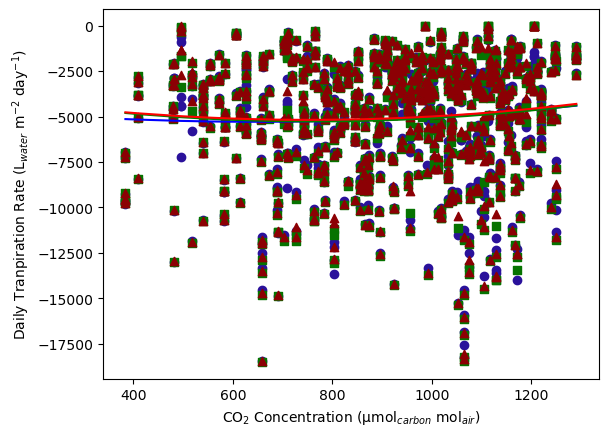 0
−2500
−5000
−7500
−10000
−12500
−15000
−17500
Daily Tranpiration Rate (L_water m⁻² day⁻¹)
400 600 800 1000 1200
CO₂ Concentration (μmol_carbon mol_air)